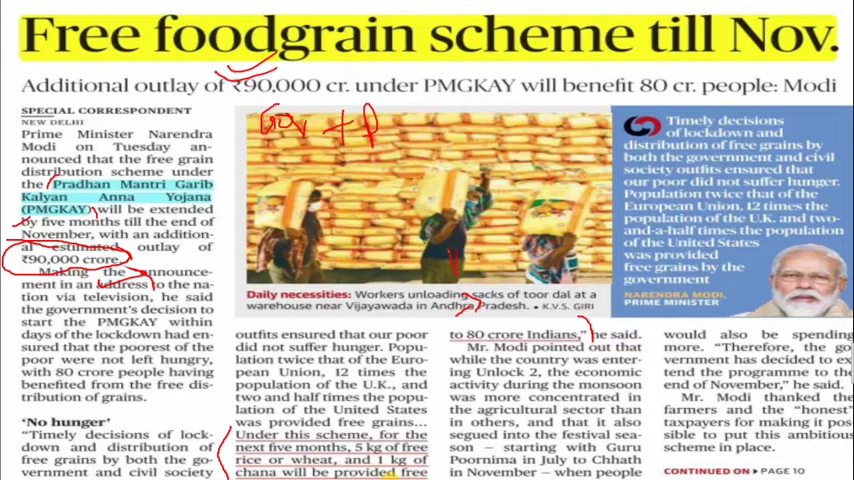 Free foodgrain scheme till Nov.
Additional outlay of ₹90,000 cr. under PMGKAY will benefit 80 cr. people: Modi
SPECIAL CORRESPONDENT
NEW DELHI
Prime Minister Narendra
Modi on Tuesday an-
nounced that the free grain
distribution scheme under
the Pradhan Mantri Garib
Kalyan Anna Yojana
(PMGKAY) will be extended
by five months till the end of
November, with an addition-
al estimated outlay of
₹90,000 crore.
Making the announce-
ment in an address to the na-
tion via television, he said
the government's decision to
start the PMGKAY within
days of the lockdown had en-
sured that the poorest of the
poor were not left hungry,
with 80 crore people having
benefited from the free dis-
tribution of grains.
'No hunger'
"Timely decisions of lock-
down and distribution of
free grains by both the go-
vernment and civil society
Gov + P
Daily necessities: Workers unloading sacks of toor dal at a
warehouse near Vijayawada in Andhra Pradesh. • K.V.S. GIRI
Timely decisions
of lockdown and
distribution of free grains by
both the government and civil
society outfits ensured that
our poor did not suffer hunger.
Population twice that of the
European Union, 12 times the
population of the U.K. and two-
and-a-half times the population
of the United States
was provided
free grains by the
government
NARENDRA MODI,
PRIME MINISTER
outfits ensured that our poor
did not suffer hunger. Popu-
lation twice that of the Euro-
pean Union, 12 times the
population of the U.K., and
two and half times the popu-
lation of the United States
was provided free grains...
Under this scheme, for the
next five months, 5 kg of free
rice or wheat, and 1 kg of
chana will be provided free
to 80 crore Indians," he said.
Mr. Modi pointed out that
while the country was enter-
ing Unlock 2, the economic
activity during the monsoon
was more concentrated in
the agricultural sector than
in others, and that it also
segued into the festival sea-
son – starting with Guru
Poornima in July to Chhath
in November – when people
would also be spending
more. "Therefore, the go-
vernment has decided to ex-
tend the programme to the
end of November," he said.
Mr. Modi thanked the
farmers and the "honest"
taxpayers for making it pos-
sible to put this ambitious
scheme in place.
CONTINUED ON ▶ PAGE 10